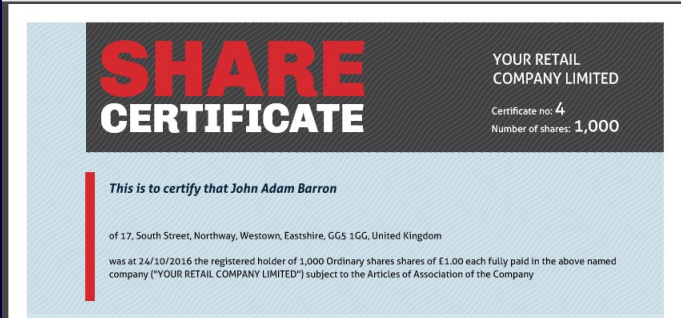 SHARE
CERTIFICATE
YOUR RETAIL
COMPANY LIMITED
Certificate no: 4
Number of shares: 1,000
This is to certify that John Adam Barron
of 17, South Street, Northway, Westown, Eastshire, GG5 1GG, United Kingdom
was at 24/10/2016 the registered holder of 1,000 Ordinary shares shares of £1.00 each fully paid in the above named
company ("YOUR RETAIL COMPANY LIMITED") subject to the Articles of Association of the Company